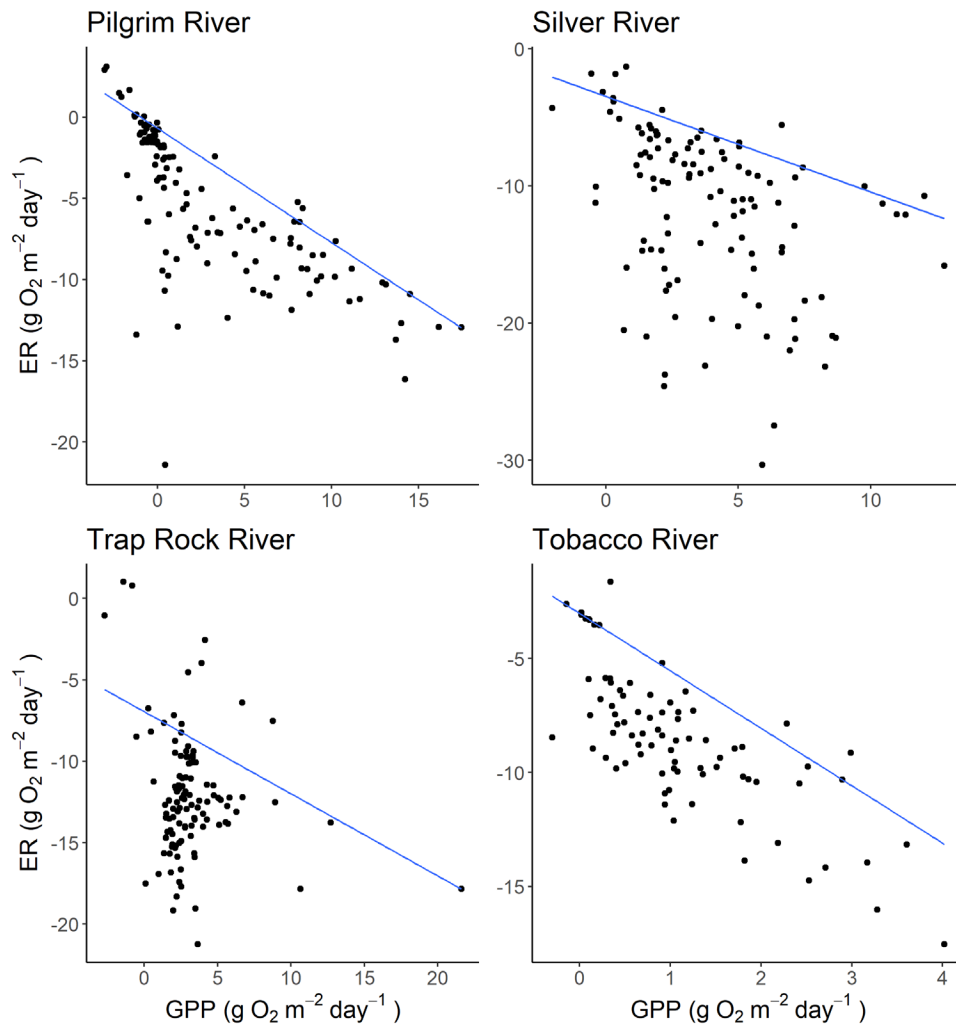 Pilgrim River
Silver River
0
-5
-10
-15
-20
0
-10
-20
-30
0 5 10 15
0 5 10
ER (g O₂ m⁻² day⁻¹ )
Trap Rock River
Tobacco River
0
-5
-10
-15
-20
-5
-10
-15
0 5 10 15 20
0 1 2 3 4
ER (g O₂ m⁻² day⁻¹ )
GPP (g O₂ m⁻² day⁻¹ )
GPP (g O₂ m⁻² day⁻¹ )